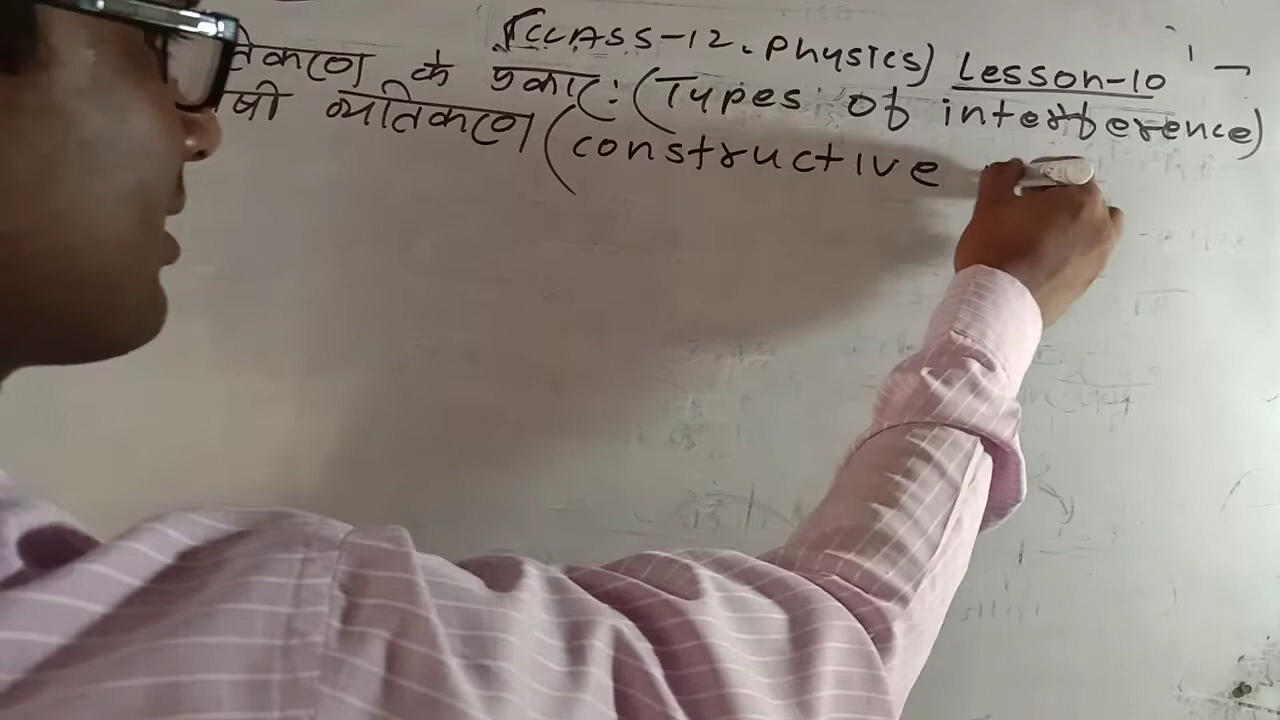 (CLASS-12. Physics) Lesson-10
तिकरण के प्रकार:(Types of interference)
षी व्यतिकरण (constructive